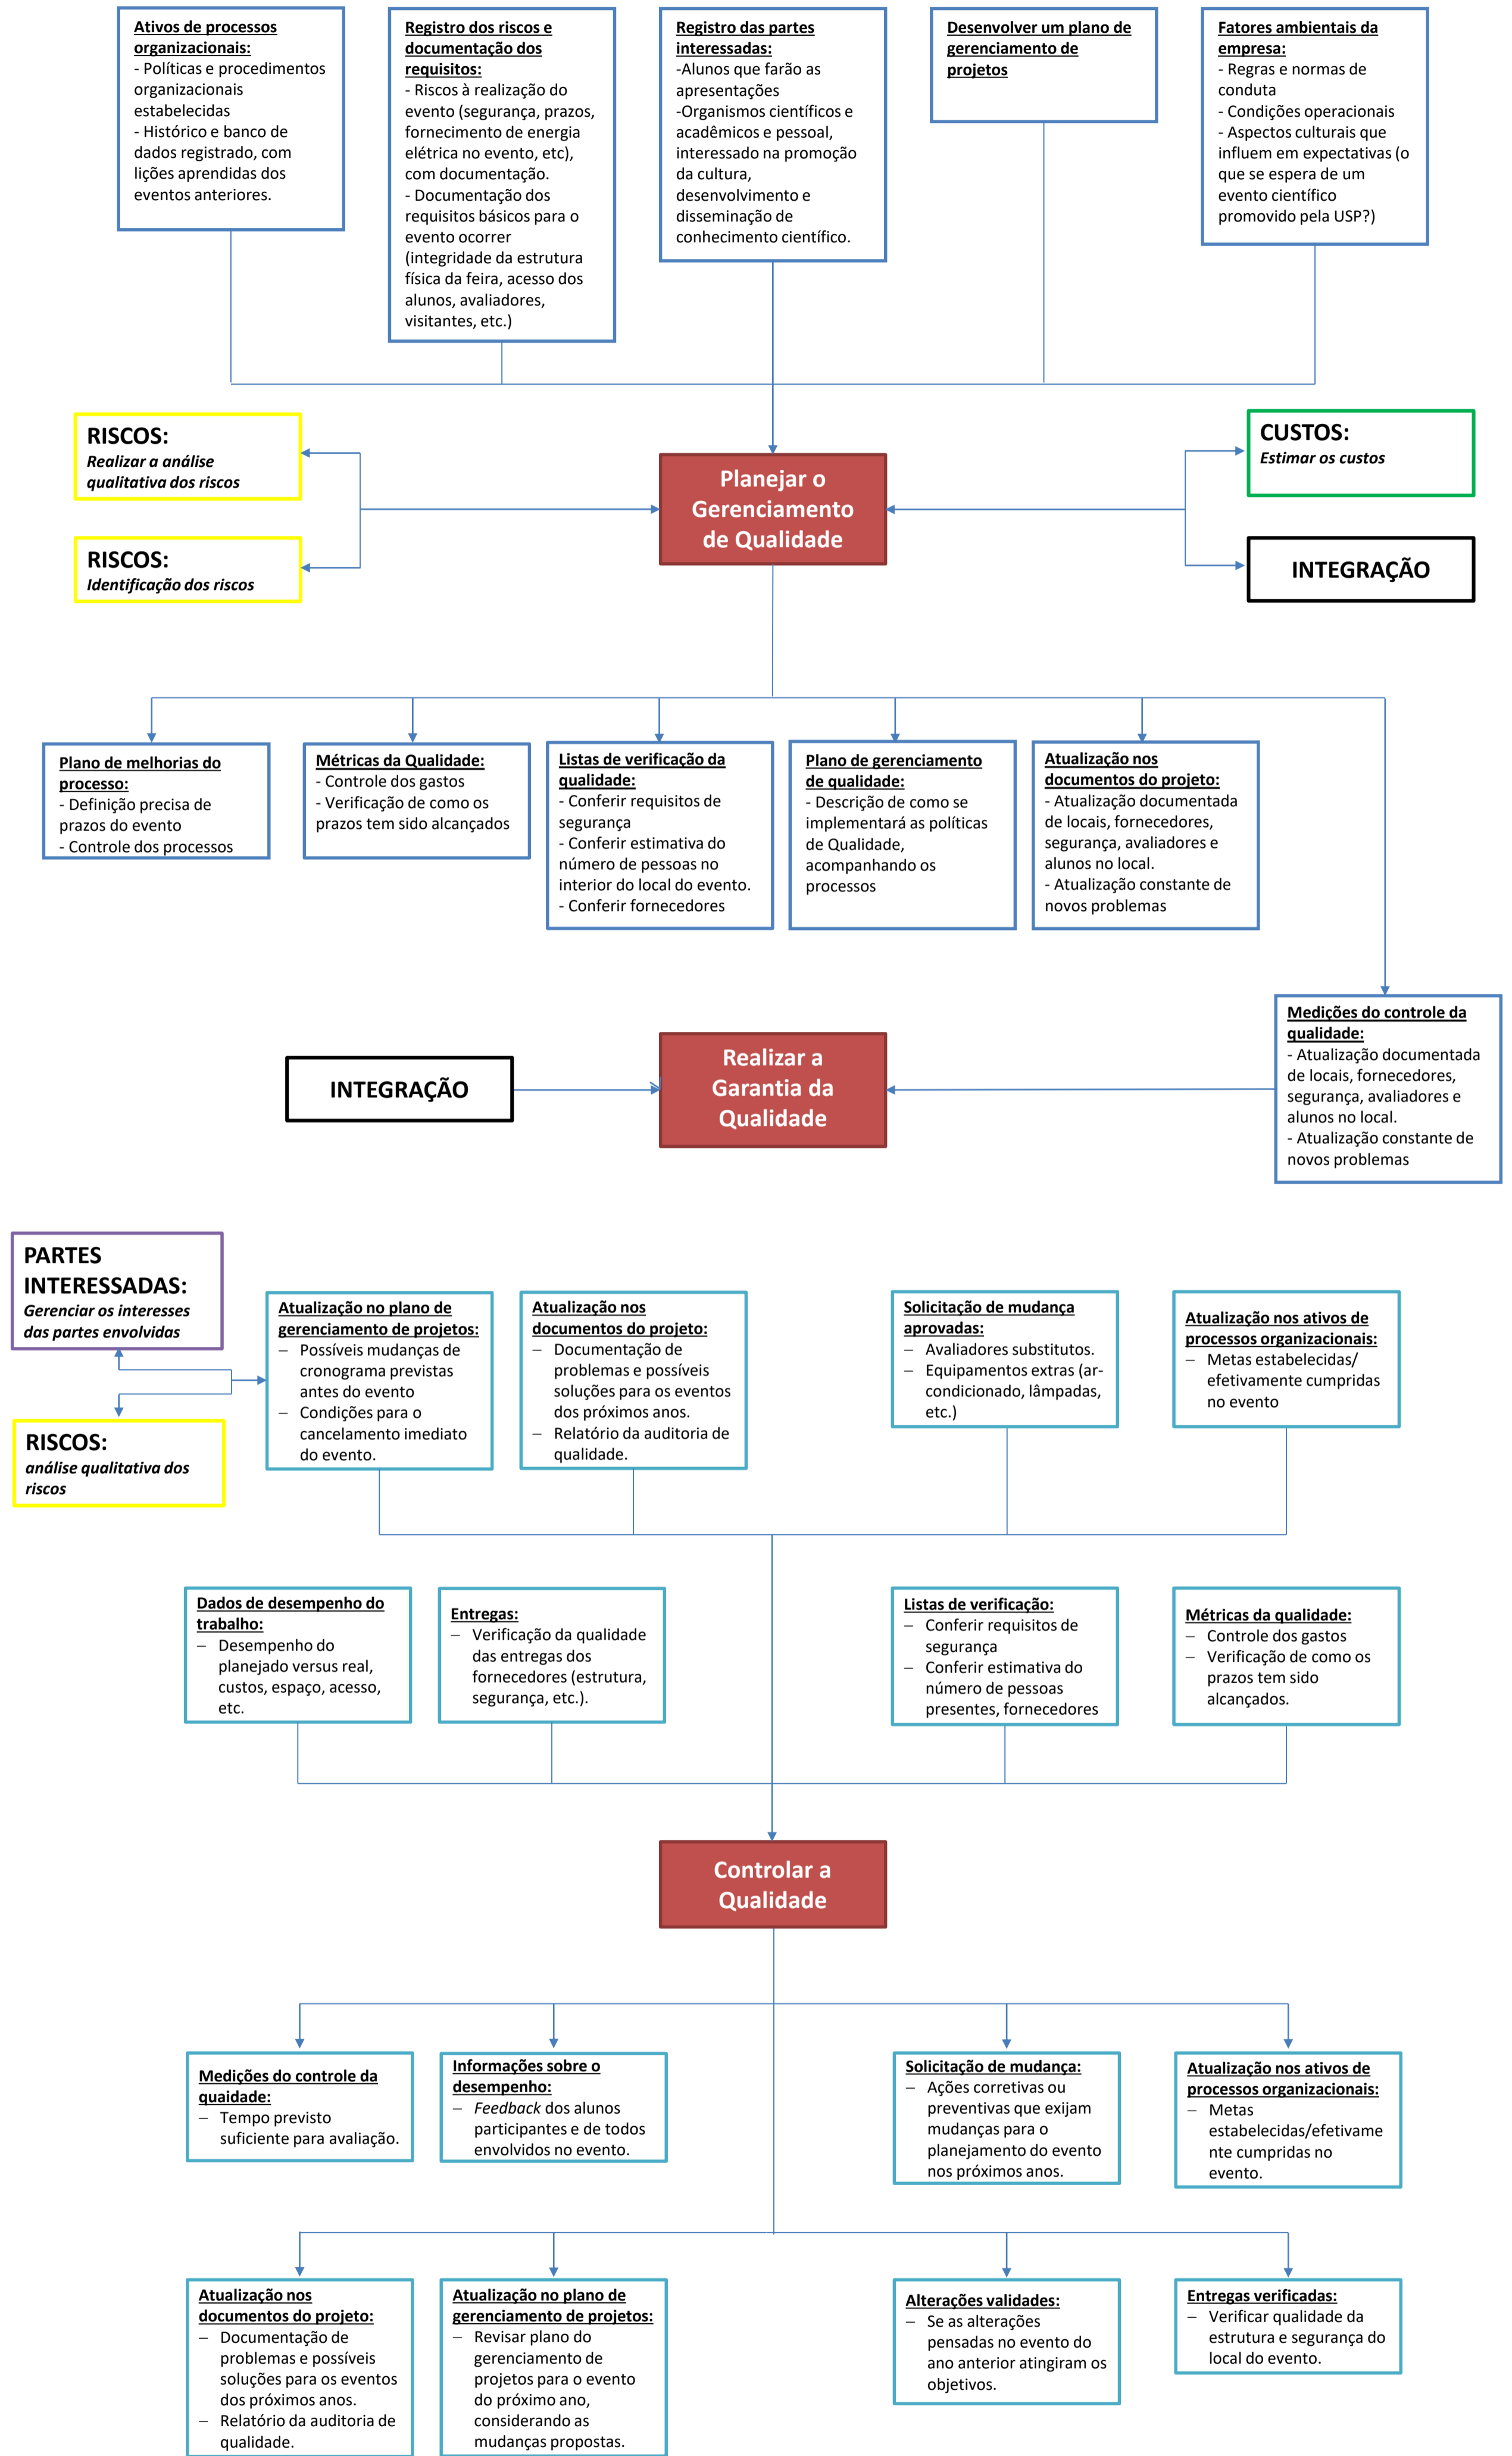 Ativos de processos
organizacionais:
- Políticas e procedimentos
organizacionais
estabelecidas
- Histórico e banco de
dados registrado, com
lições aprendidas dos
eventos anteriores.
Registro dos riscos e
documentação dos
requisitos:
- Riscos à realização do
evento (segurança, prazos,
fornecimento de energia
elétrica no evento, etc),
com documentação.
- Documentação dos
requisitos básicos para o
evento ocorrer
(integridade da estrutura
física da feira, acesso dos
alunos, avaliadores,
visitantes, etc.)
Registro das partes
interessadas:
-Alunos que farão as
apresentações
-Organismos científicos e
acadêmicos e pessoal,
interessado na promoção
da cultura,
desenvolvimento e
disseminação de
conhecimento científico.
Desenvolver um plano de
gerenciamento de
projetos
Fatores ambientais da
empresa:
- Regras e normas de
conduta
- Condições operacionais
- Aspectos culturais que
influem em expectativas (o
que se espera de um
evento científico
promovido pela USP?)
RISCOS:
Realizar a análise
qualitativa dos riscos
CUSTOS:
Estimar os custos
Planejar o
Gerenciamento
de Qualidade
RISCOS:
Identificação dos riscos
INTEGRAÇÃO
Plano de melhorias do
processo:
- Definição precisa de
prazos do evento
- Controle dos processos
Métricas da Qualidade:
- Controle dos gastos
- Verificação de como os
prazos tem sido alcançados
Listas de verificação da
qualidade:
- Conferir requisitos de
segurança
- Conferir estimativa do
número de pessoas no
interior do local do evento.
- Conferir fornecedores
Plano de gerenciamento
de qualidade:
- Descrição de como se
implementará as políticas
de Qualidade,
acompanhando os
processos
Atualização nos
documentos do projeto:
- Atualização documentada
de locais, fornecedores,
segurança, avaliadores e
alunos no local.
- Atualização constante de
novos problemas
Medições do controle da
qualidade:
- Atualização documentada
de locais, fornecedores,
segurança, avaliadores e
alunos no local.
- Atualização constante de
novos problemas
INTEGRAÇÃO
Realizar a
Garantia da
Qualidade
PARTES
INTERESSADAS:
Gerenciar os interesses
das partes envolvidas
RISCOS:
análise qualitativa dos
riscos
Atualização no plano de
gerenciamento de projetos:
– Possíveis mudanças de
cronograma previstas
antes do evento
– Condições para o
cancelamento imediato
do evento.
Atualização nos
documentos do projeto:
– Documentação de
problemas e possíveis
soluções para os eventos
dos próximos anos.
– Relatório da auditoria de
qualidade.
Solicitação de mudança
aprovadas:
– Avaliadores substitutos.
– Equipamentos extras (ar-
condicionado, lâmpadas,
etc.)
Atualização nos ativos de
processos organizacionais:
– Metas estabelecidas/
efetivamente cumpridas
no evento
Dados de desempenho do
trabalho:
– Desempenho do
planejado versus real,
custos, espaço, acesso,
etc.
Entregas:
– Verificação da qualidade
das entregas dos
fornecedores (estrutura,
segurança, etc.).
Listas de verificação:
– Conferir requisitos de
segurança
– Conferir estimativa do
número de pessoas
presentes, fornecedores
Métricas da qualidade:
– Controle dos gastos
– Verificação de como os
prazos tem sido
alcançados.
Controlar a
Qualidade
Medições do controle da
quaidade:
– Tempo previsto
suficiente para avaliação.
Informações sobre o
desempenho:
– Feedback dos alunos
participantes e de todos
envolvidos no evento.
Solicitação de mudança:
– Ações corretivas ou
preventivas que exijam
mudanças para o
planejamento do evento
nos próximos anos.
Atualização nos ativos de
processos organizacionais:
– Metas
estabelecidas/efetivame
nte cumpridas no
evento.
Atualização nos
documentos do projeto:
– Documentação de
problemas e possíveis
soluções para os eventos
dos próximos anos.
– Relatório da auditoria de
qualidade.
Atualização no plano de
gerenciamento de projetos:
– Revisar plano do
gerenciamento de
projetos para o evento
do próximo ano,
considerando as
mudanças propostas.
Alterações validades:
– Se as alterações
pensadas no evento do
ano anterior atingiram os
objetivos.
Entregas verificadas:
– Verificar qualidade da
estrutura e segurança do
local do evento.